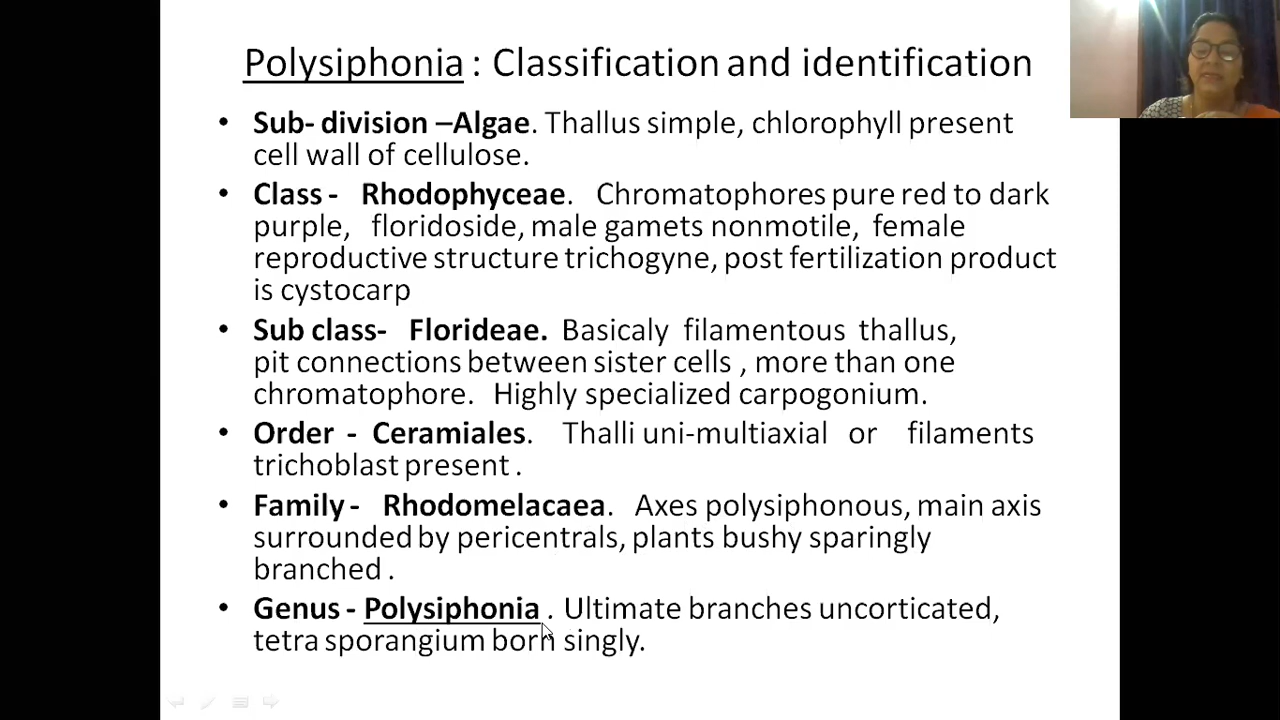 Polysiphonia : Classification and identification
• Sub- division –Algae. Thallus simple, chlorophyll present
cell wall of cellulose.
• Class - Rhodophyceae. Chromatophores pure red to dark
purple, floridoside, male gamets nonmotile, female
reproductive structure trichogyne, post fertilization product
is cystocarp
• Sub class- Florideae. Basicaly filamentous thallus,
pit connections between sister cells , more than one
chromatophore. Highly specialized carpogonium.
• Order - Ceramiales. Thalli uni-multiaxial or filaments
trichoblast present .
• Family - Rhodomelacaea. Axes polysiphonous, main axis
surrounded by pericentrals, plants bushy sparingly
branched .
• Genus - Polysiphonia . Ultimate branches uncorticated,
tetra sporangium born singly.